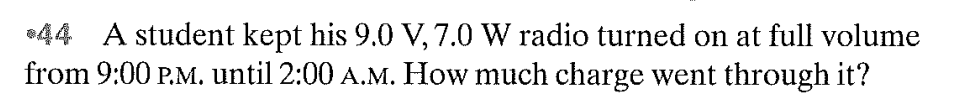 •44 A student kept his 9.0 V, 7.0 W radio turned on at full volume
from 9:00 P.M. until 2:00 A.M. How much charge went through it?